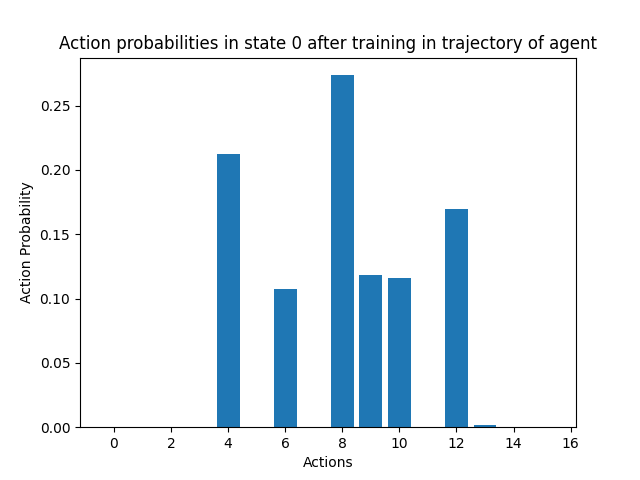 Action probabilities in state 0 after training in trajectory of agent
0.25
0.20
0.15
0.10
0.05
0.00
Action Probability
0 2 4 6 8 10 12 14 16
Actions